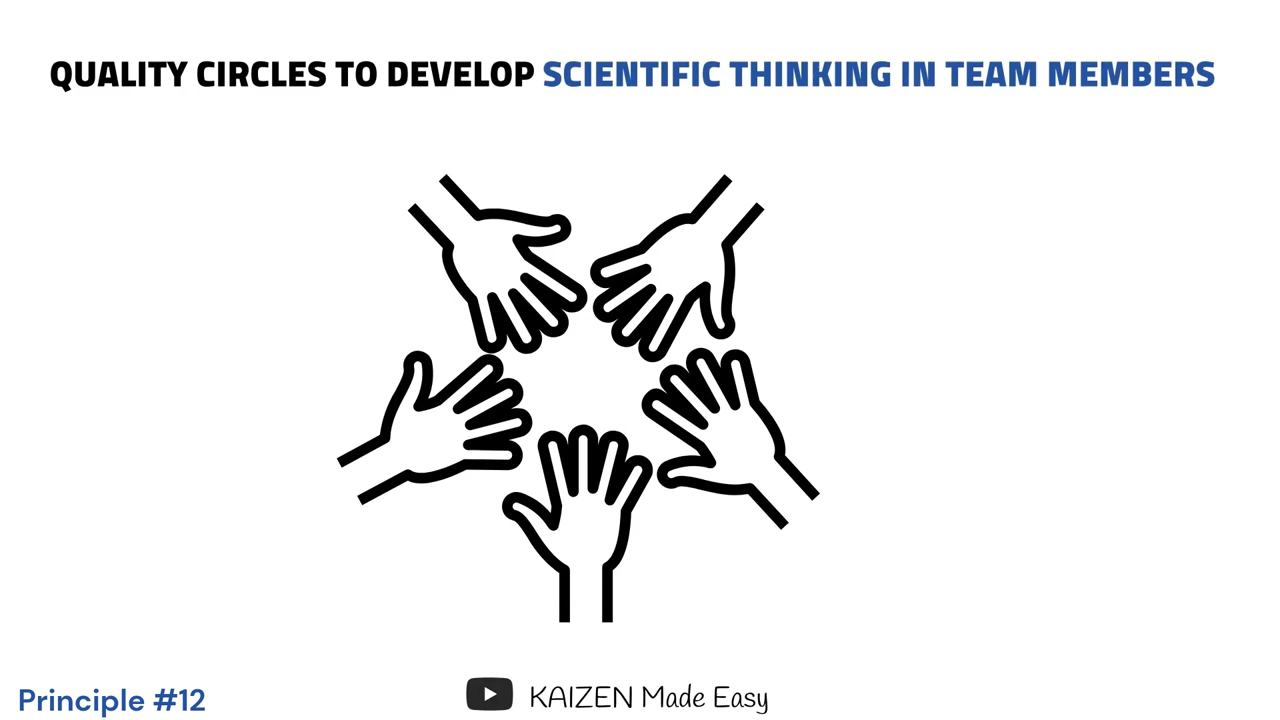 QUALITY CIRCLES TO DEVELOP SCIENTIFIC THINKING IN TEAM MEMBERS
Principle #12
KAIZEN Made Easy